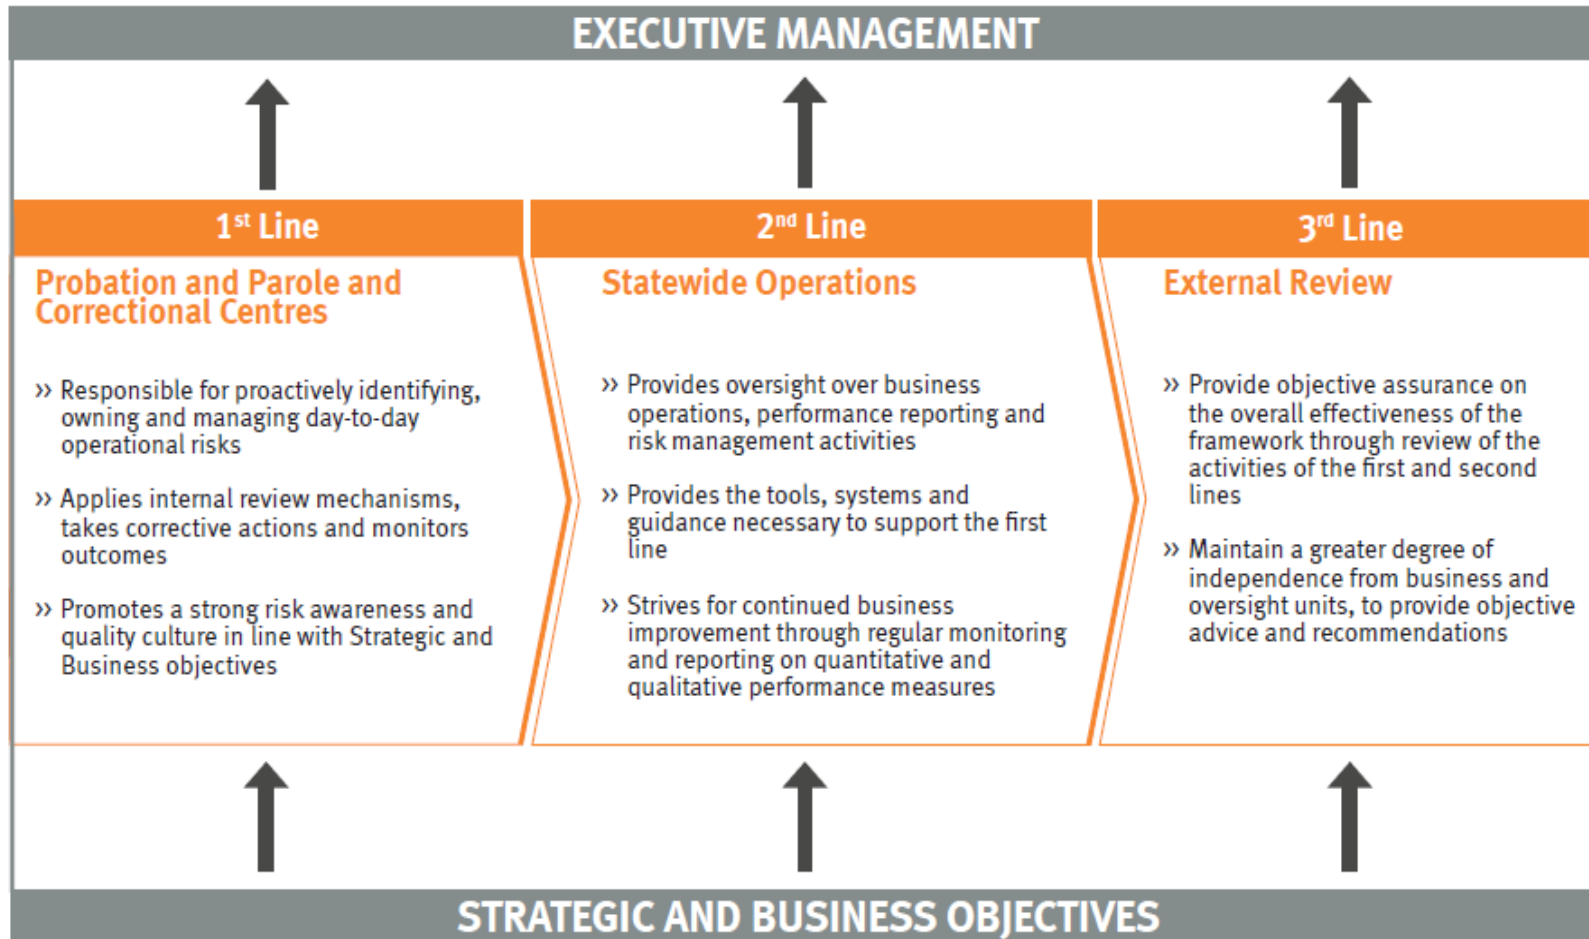 EXECUTIVE MANAGEMENT
1st Line
Probation and Parole and
Correctional Centres
>> Responsible for proactively identifying,
owning and managing day-to-day
operational risks
>> Applies internal review mechanisms,
takes corrective actions and monitors
outcomes
>> Promotes a strong risk awareness and
quality culture in line with Strategic and
Business objectives
2nd Line
Statewide Operations
>> Provides oversight over business
operations, performance reporting and
risk management activities
>> Provides the tools, systems and
guidance necessary to support the first
line
>> Strives for continued business
improvement through regular monitoring
and reporting on quantitative and
qualitative performance measures
3rd Line
External Review
>> Provide objective assurance on
the overall effectiveness of the
framework through review of the
activities of the first and second
lines
>> Maintain a greater degree of
independence from business and
oversight units, to provide objective
advice and recommendations
STRATEGIC AND BUSINESS OBJECTIVES